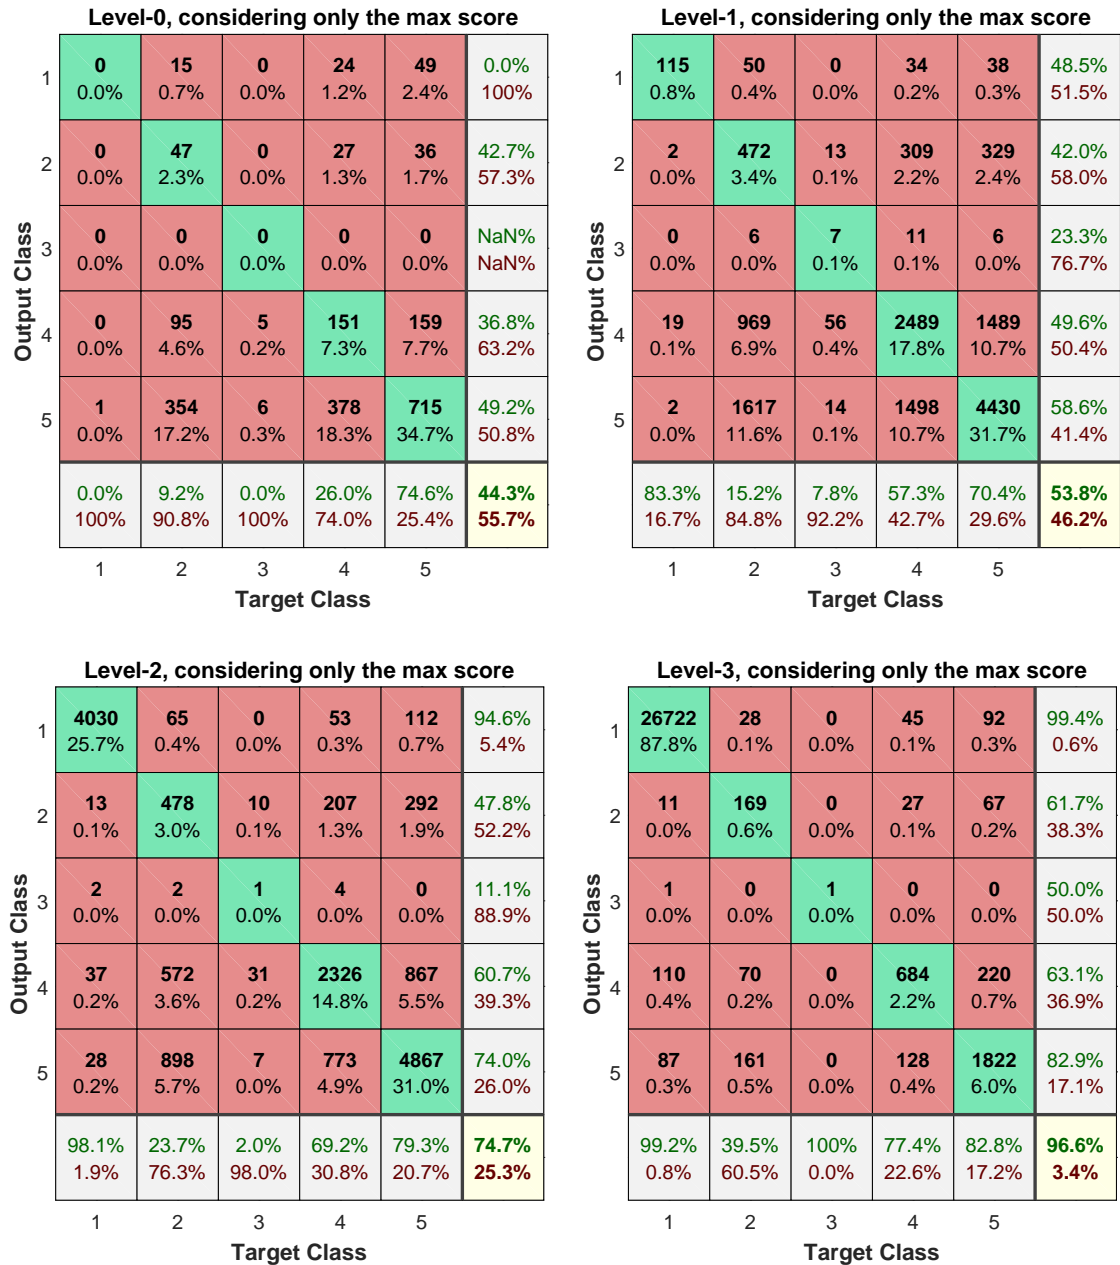 Level-0, considering only the max score
0 15 0 24 49 0.0%
1
0.0% 0.7% 0.0% 1.2% 2.4% 100%
0 47 0 27 36 42.7%
2
0.0% 2.3% 0.0% 1.3% 1.7% 57.3%
0 0 0 0 0 NaN%
3
0.0% 0.0% 0.0% 0.0% 0.0% NaN%
0 95 5 151 159 36.8%
4
0.0% 4.6% 0.2% 7.3% 7.7% 63.2%
1 354 6 378 715 49.2%
5
0.0% 17.2% 0.3% 18.3% 34.7% 50.8%
0.0% 9.2% 0.0% 26.0% 74.6% 44.3%
100% 90.8% 100% 74.0% 25.4% 55.7%
1 2 3 4 5
Target Class
Output Class
Level-1, considering only the max score
115 50 0 34 38 48.5%
1
0.8% 0.4% 0.0% 0.2% 0.3% 51.5%
2 472 13 309 329 42.0%
2
0.0% 3.4% 0.1% 2.2% 2.4% 58.0%
0 6 7 11 6 23.3%
3
0.0% 0.0% 0.1% 0.1% 0.0% 76.7%
19 969 56 2489 1489 49.6%
4
0.1% 6.9% 0.4% 17.8% 10.7% 50.4%
2 1617 14 1498 4430 58.6%
5
0.0% 11.6% 0.1% 10.7% 31.7% 41.4%
83.3% 15.2% 7.8% 57.3% 70.4% 53.8%
16.7% 84.8% 92.2% 42.7% 29.6% 46.2%
1 2 3 4 5
Target Class
Output Class
Level-2, considering only the max score
4030 65 0 53 112 94.6%
1
25.7% 0.4% 0.0% 0.3% 0.7% 5.4%
13 478 10 207 292 47.8%
2
0.1% 3.0% 0.1% 1.3% 1.9% 52.2%
2 2 1 4 0 11.1%
3
0.0% 0.0% 0.0% 0.0% 0.0% 88.9%
37 572 31 2326 867 60.7%
4
0.2% 3.6% 0.2% 14.8% 5.5% 39.3%
28 898 7 773 4867 74.0%
5
0.2% 5.7% 0.0% 4.9% 31.0% 26.0%
98.1% 23.7% 2.0% 69.2% 79.3% 74.7%
1.9% 76.3% 98.0% 30.8% 20.7% 25.3%
1 2 3 4 5
Target Class
Output Class
Level-3, considering only the max score
26722 28 0 45 92 99.4%
1
87.8% 0.1% 0.0% 0.1% 0.3% 0.6%
11 169 0 27 67 61.7%
2
0.0% 0.6% 0.0% 0.1% 0.2% 38.3%
1 0 1 0 0 50.0%
3
0.0% 0.0% 0.0% 0.0% 0.0% 50.0%
110 70 0 684 220 63.1%
4
0.4% 0.2% 0.0% 2.2% 0.7% 36.9%
87 161 0 128 1822 82.9%
5
0.3% 0.5% 0.0% 0.4% 6.0% 17.1%
99.2% 39.5% 100% 77.4% 82.8% 96.6%
0.8% 60.5% 0.0% 22.6% 17.2% 3.4%
1 2 3 4 5
Target Class
Output Class